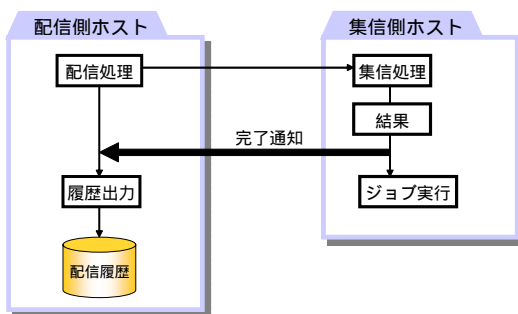 配信側ホスト
集信側ホスト
配信処理
集信処理
結果
完了通知
履歴出力
ジョブ実行
配信履歴